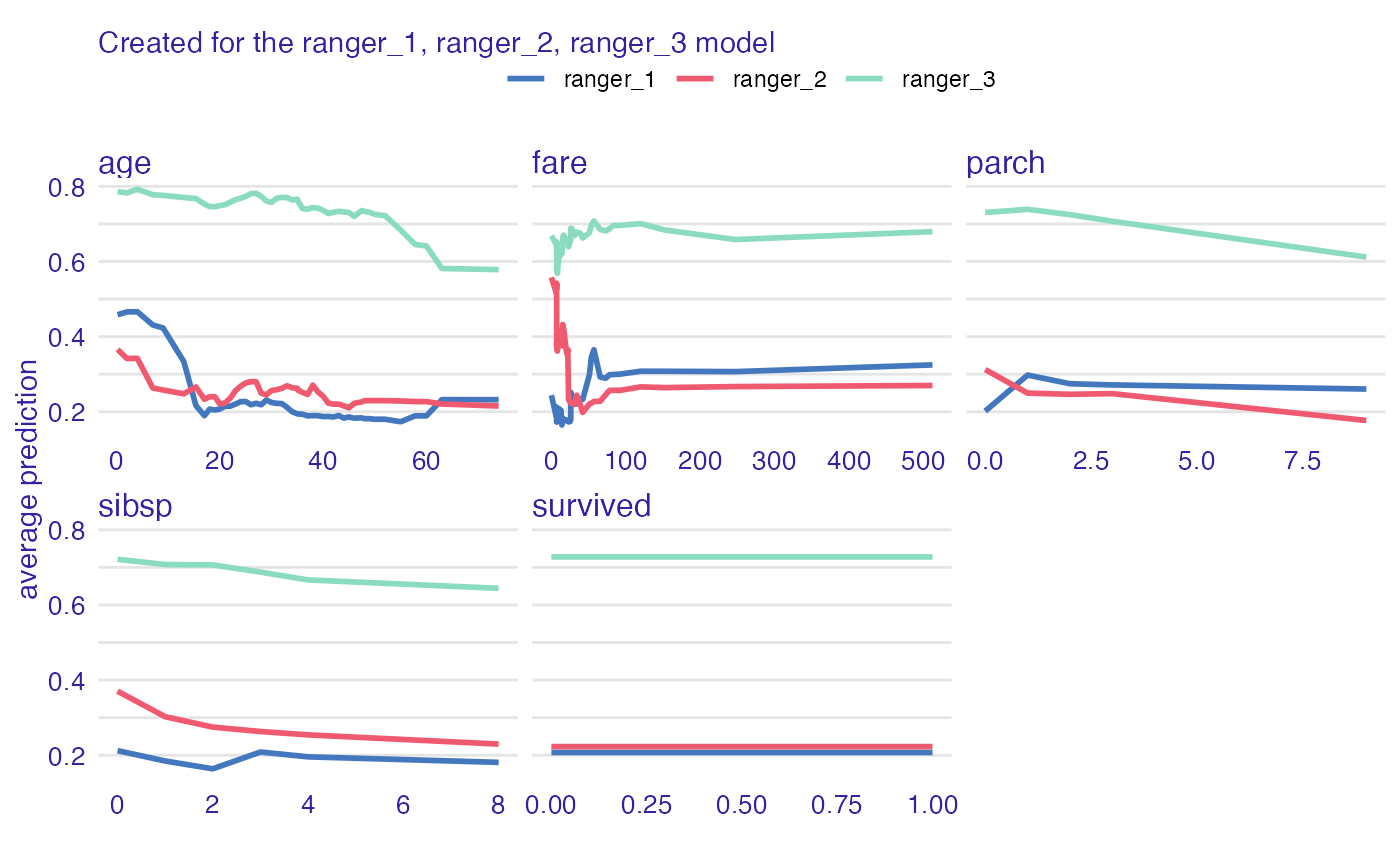 Created for the ranger_1, ranger_2, ranger_3 model
ranger_1 ranger_2 ranger_3
average prediction
age fare parch
0.8
0.6
0.4
0.2
0 20 40 60 0 100 200 300 400 500 0.0 2.5 5.0 7.5
sibsp survived
0.8
0.6
0.4
0.2
0 2 4 6 8 0.00 0.25 0.50 0.75 1.00